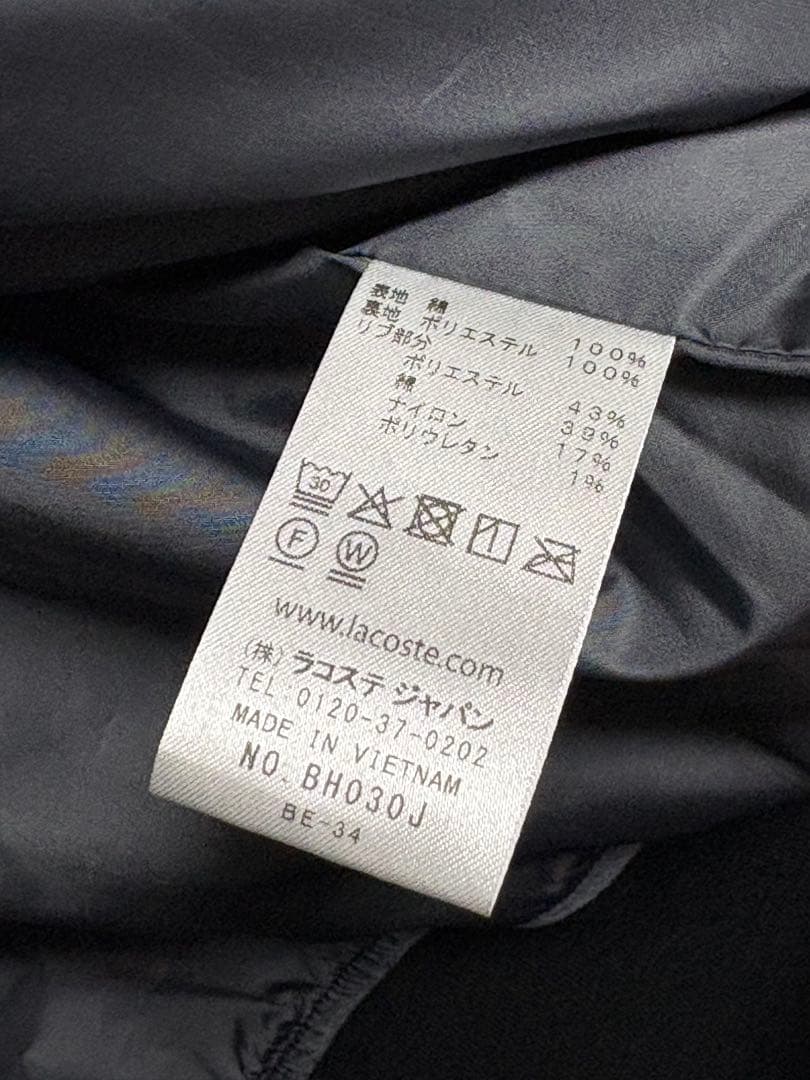 表地 綿 100%
裏地 ポリエステル 100%
リブ部分
ポリエステル 43%
綿 39%
ナイロン 17%
ポリウレタン 1%
30
F W
www.lacoste.com
(株) ラコステ ジャパン
TEL:0120-37-0202
MADE IN VIETNAM
NO. BH030J
BE-34